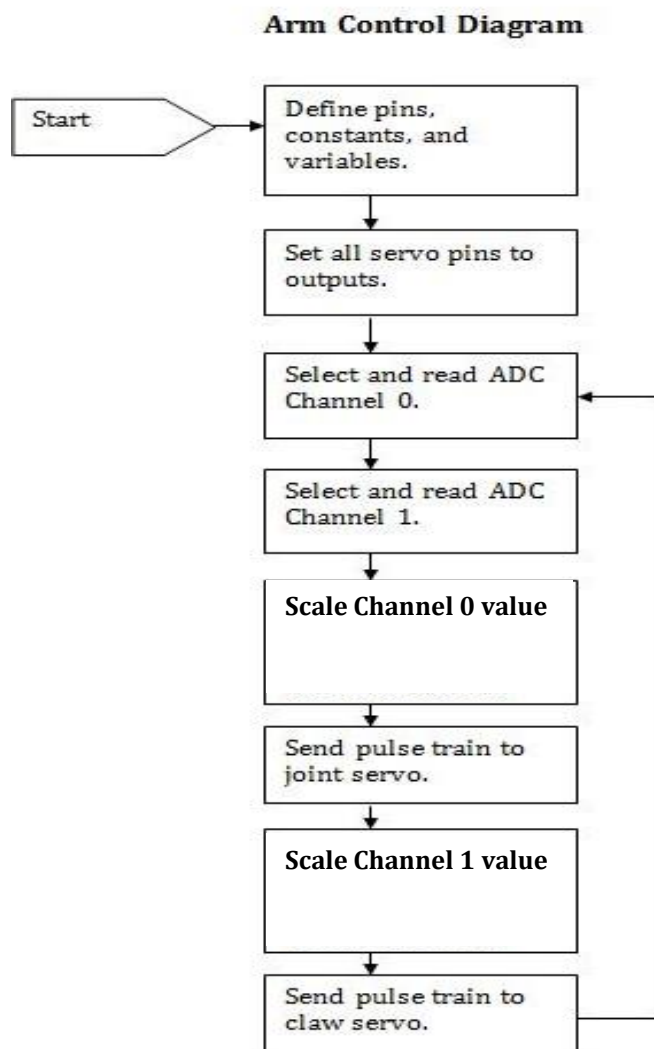 Arm Control Diagram
Start
Define pins,
constants, and
variables.
Set all servo pins to
outputs.
Select and read ADC
Channel 0.
Select and read ADC
Channel 1.
Scale Channel 0 value
Send pulse train to
joint servo.
Scale Channel 1 value
Send pulse train to
claw servo.